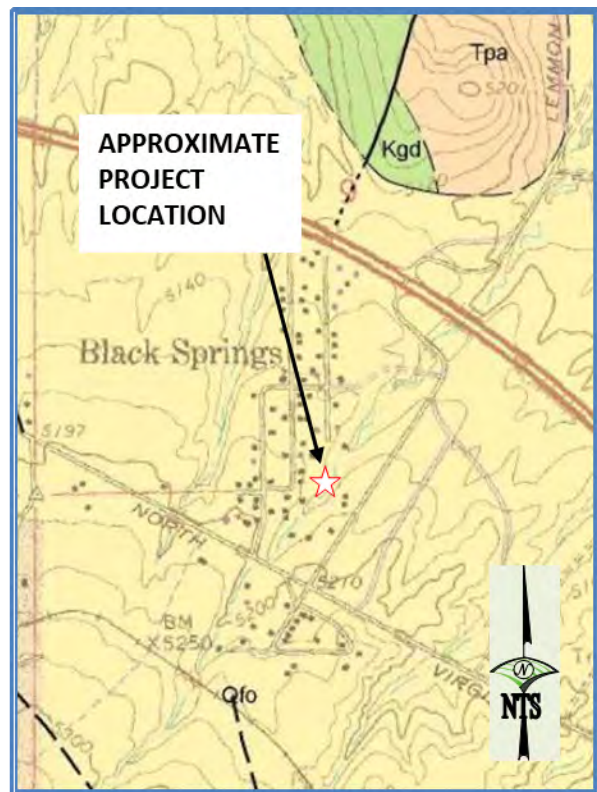 Tpa
5201
LEMMON
Kgd
APPROXIMATE
PROJECT
LOCATION
5140
Black Springs
5197
NORTH
5210
5200
BM
X5250
VIRG
Qfo
5300
N
NTS